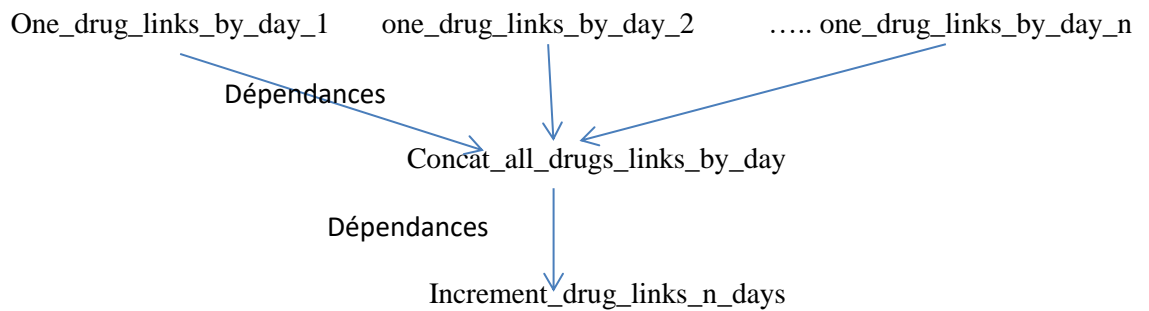 One_drug_links_by_day_1 one_drug_links_by_day_2 ..... one_drug_links_by_day_n
Dépendances
Concat_all_drugs_links_by_day
Dépendances
Increment_drug_links_n_days